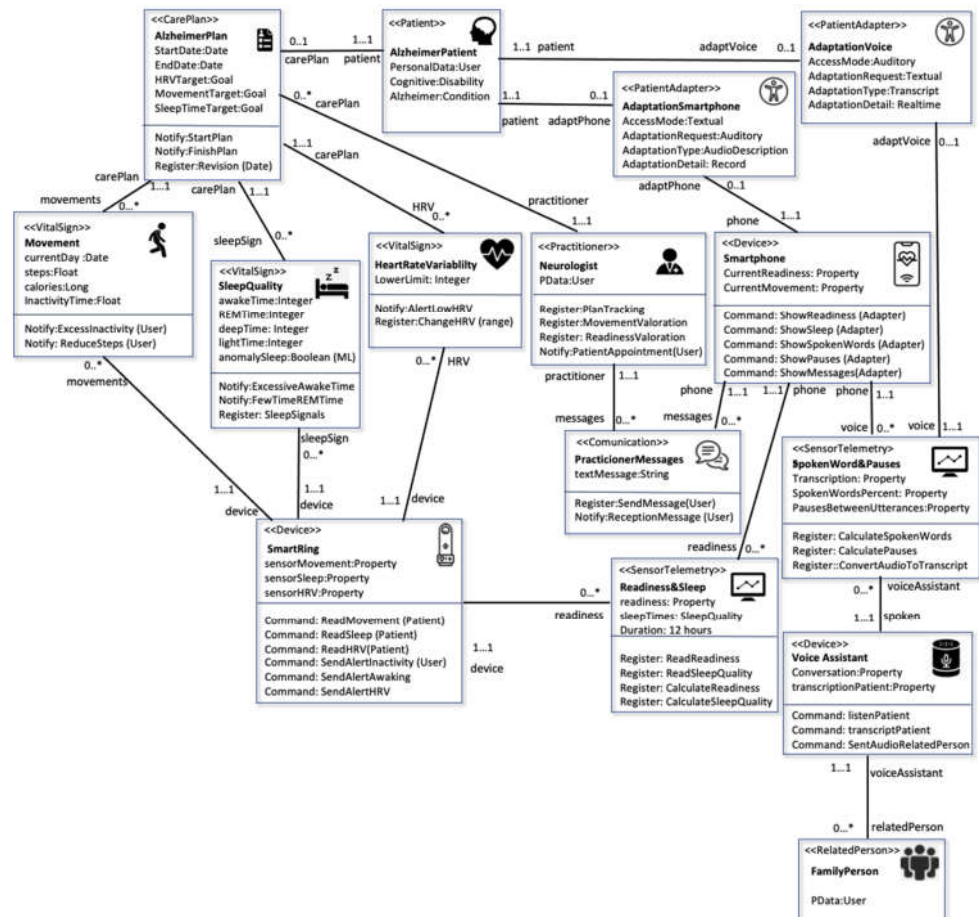 <<CarePlan>>
AlzheimerPlan
StartDate:Date
EndDate:Date
HRVTarget:Goal
MovementTarget:Goal
SleepTimeTarget:Goal
Notify:StartPlan
Notify:FinishPlan
Register:Revision (Date)
0..1
carePlan
1...1
patient
<<Patient>>
AlzheimerPatient
PersonalData:User
Cognitive:Disability
Alzheimer:Condition
1..1 patient
adaptVoice
0..1
1...1
patient
0...1
adaptPhone
<<PatientAdapter>>
AdaptationVoice
AccessMode:Auditory
AdaptationRequest:Textual
AdaptationType:Transcript
AdaptationDetail: Realtime
<<PatientAdapter>>
AdaptationSmartphone
AccessMode:Textual
AdaptationRequest:Auditory
AdaptationType:AudioDescription
AdaptationDetail: Record
adaptVoice
0...1
0..*
carePlan
1...1
carePlan
carePlan
1...1
carePlan
1...1
movements
0...*
sleepSign
0...*
HRV
0...*
practitioner
1...1
adaptPhone
0...1
phone
1...1
<<VitalSign>>
Movement
currentDay :Date
steps:Float
calories:Long
InactivityTime:Float
Notify:ExcessInactivity (User)
Notify: ReduceSteps (User)
<<VitalSign>>
SleepQuality
awakeTime:Integer
REMTime:Integer
deepTime: Integer
lightTime:Integer
anomalySleep:Boolean (ML)
Notify:ExcessiveAwakeTime
Notify:FewTimeREMTime
Register: SleepSignals
<<VitalSign>>
HeartRateVariablilty
LowerLimit: Integer
Notify:AlertLowHRV
Register:ChangeHRV (range)
<<Practitioner>>
Neurologist
PData:User
Register:PlanTracking
Register:MovementValoration
Register: ReadinessValoration
Notify:PatientAppointment(User)
<<Device>>
Smartphone
CurrentReadiness: Property
CurrentMovement: Property
Command: ShowReadiness (Adapter)
Command: ShowSleep (Adapter)
Command: ShowSpokenWords (Adapter)
Command: ShowPauses (Adapter)
Command: ShowMessages(Adapter)
0...*
movements
0...*
HRV
practitioner
1...1
messages
0...*
phone
1...1
messages
0...*
1...1
phone
phone
1...1
voice
0...*
voice
1...1
<<Comunication>>
PracticionerMessages
textMessage:String
Register:SendMessage(User)
Notify:ReceptionMessage (User)
<<SensorTelemetry>>
SpokenWord&Pauses
Transcription: Property
SpokenWordsPercent: Property
PausesBetweenUtterances:Property
Register: CalculateSpokenWords
Register: CalculatePauses
Register::ConvertAudioToTranscript
sleepSign
0...*
1...1
device
1...1
device
1...1
device
<<Device>>
SmartRing
sensorMovement:Property
sensorSleep:Property
sensorHRV:Property
Command: ReadMovement (Patient)
Command: ReadSleep (Patient)
Command: ReadHRV(Patient)
Command: SendAlertInactivity (User)
Command: SendAlertAwaking
Command: SendAlertHRV
1...1
device
readiness
0...*
0...*
readiness
<<SensorTelemetry>>
Readiness&Sleep
readiness: Property
sleepTimes: SleepQuality
Duration: 12 hours
Register: ReadReadiness
Register: ReadSleepQuality
Register: CalculateReadiness
Register: CalculateSleepQuality
0...*
voiceAssistant
1...1
spoken
<<Device>>
Voice Assistant
Conversation:Property
transcriptionPatient:Property
Command: listenPatient
Command: transcriptPatient
Command: SentAudioRelatedPerson
1...1
voiceAssistant
0...*
relatedPerson
<<RelatedPerson>>
FamilyPerson
PData:User